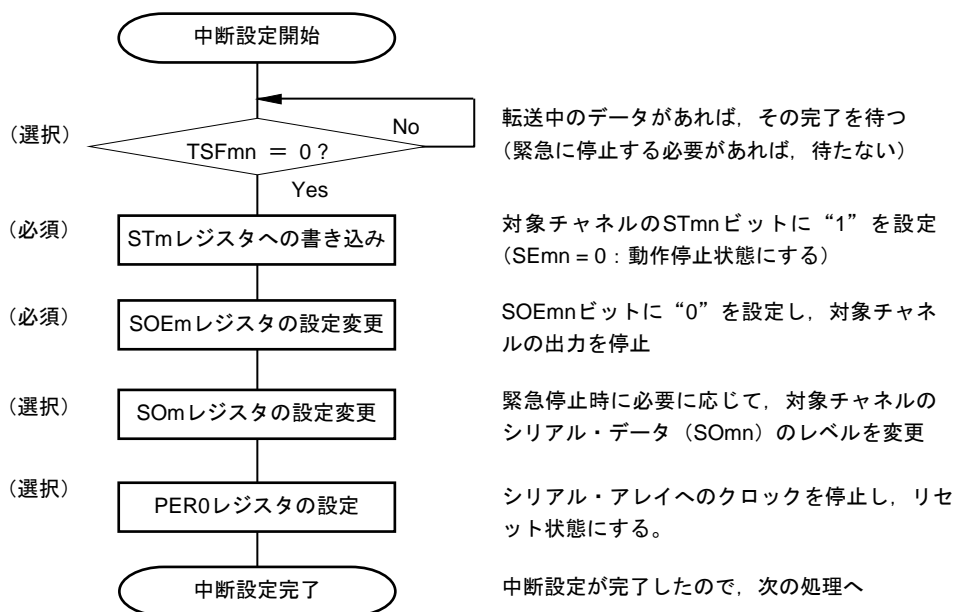 中断設定開始
（選択）
TSFmn ＝ 0？
No
Yes
転送中のデータがあれば，その完了を待つ
（緊急に停止する必要があれば，待たない）
（必須）
STmレジスタへの書き込み
対象チャネルのSTmnビットに“1”を設定
（SEmn = 0：動作停止状態にする）
（必須）
SOEmレジスタの設定変更
SOEmnビットに“0”を設定し，対象チャネ
ルの出力を停止
（選択）
SOmレジスタの設定変更
緊急停止時に必要に応じて，対象チャネルの
シリアル・データ（SOmn）のレベルを変更
（選択）
PER0レジスタの設定
シリアル・アレイへのクロックを停止し，リセ
ット状態にする。
中断設定完了
中断設定が完了したので，次の処理へ